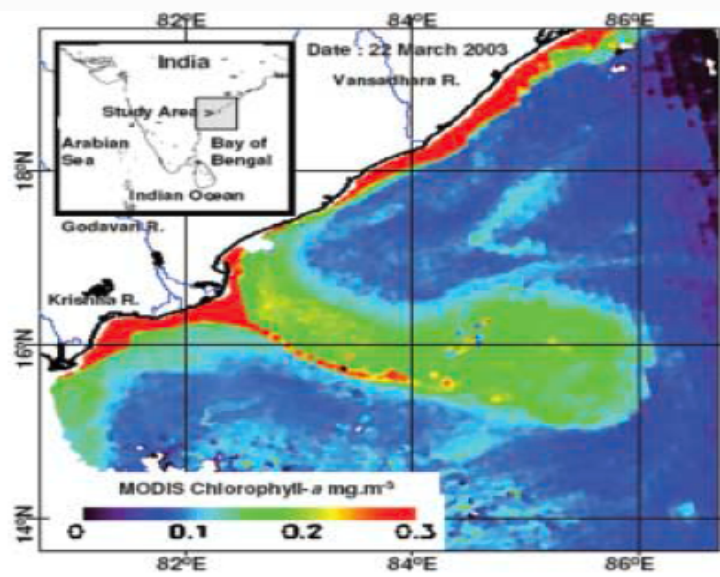 82°E 84°E 86°E
India
Date : 22 March 2003
Vansadhara R.
Study Area >
Arabian
Sea
Bay of
Bengal
Indian Ocean
18°N
Godavari R.
Krishna R.
16°N
MODIS Chlorophyll-a mg.m-3
0 0.1 0.2 0.3
14°N
82°E 84°E 86°E